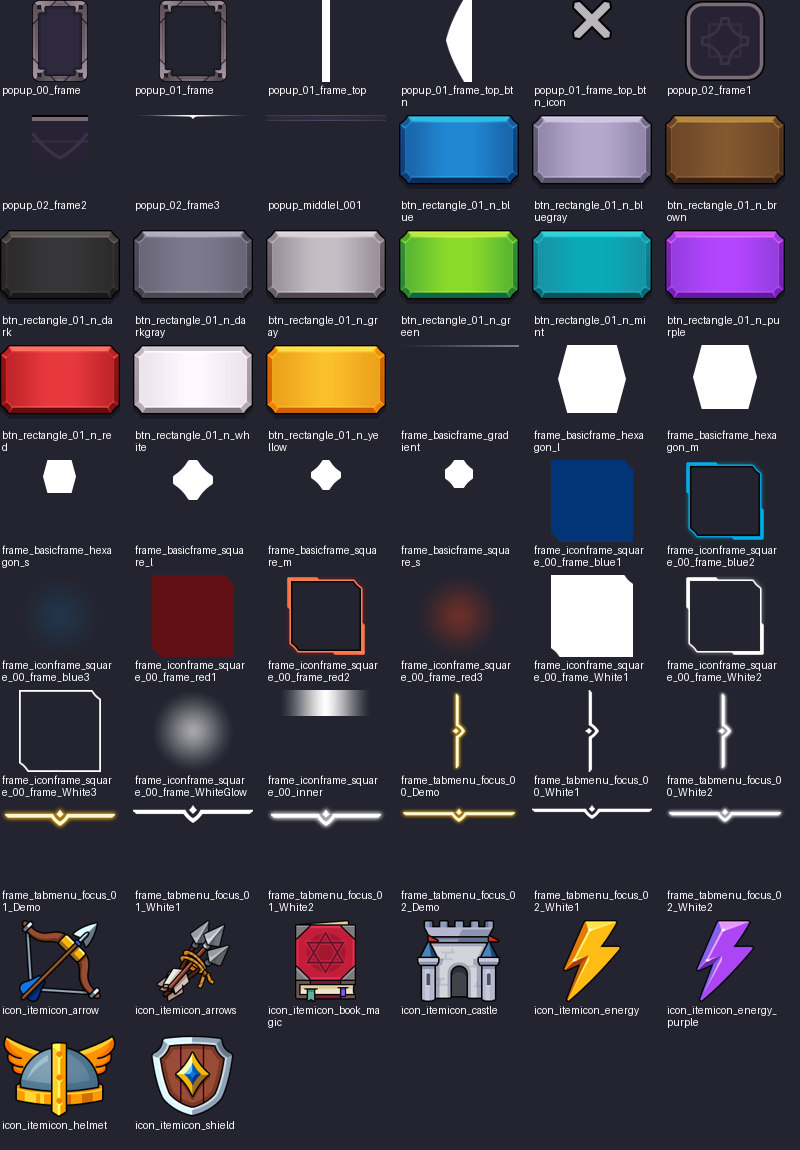 popup_00_frame
popup_01_frame
popup_01_frame_top
popup_01_frame_top_bt
n
popup_01_frame_top_bt
n_icon
popup_02_frame1
popup_02_frame2
popup_02_frame3
popup_middlel_001
btn_rectangle_01_n_bl
ue
btn_rectangle_01_n_bl
uegray
btn_rectangle_01_n_br
own
btn_rectangle_01_n_da
rk
btn_rectangle_01_n_da
rkgray
btn_rectangle_01_n_gr
ay
btn_rectangle_01_n_gr
een
btn_rectangle_01_n_mi
nt
btn_rectangle_01_n_pu
rple
btn_rectangle_01_n_re
d
btn_rectangle_01_n_wh
ite
btn_rectangle_01_n_ye
llow
frame_basicframe_grad
ient
frame_basicframe_hexa
gon_l
frame_basicframe_hexa
gon_m
frame_basicframe_hexa
gon_s
frame_basicframe_squa
re_l
frame_basicframe_squa
re_m
frame_basicframe_squa
re_s
frame_iconframe_squar
e_00_frame_blue1
frame_iconframe_squar
e_00_frame_blue2
frame_iconframe_squar
e_00_frame_blue3
frame_iconframe_squar
e_00_frame_red1
frame_iconframe_squar
e_00_frame_red2
frame_iconframe_squar
e_00_frame_red3
frame_iconframe_squar
e_00_frame_White1
frame_iconframe_squar
e_00_frame_White2
frame_iconframe_squar
e_00_frame_White3
frame_iconframe_squar
e_00_frame_WhiteGlow
frame_iconframe_squar
e_00_inner
frame_tabmenu_focus_0
0_Demo
frame_tabmenu_focus_0
0_White1
frame_tabmenu_focus_0
0_White2
frame_tabmenu_focus_0
1_Demo
frame_tabmenu_focus_0
1_White1
frame_tabmenu_focus_0
1_White2
frame_tabmenu_focus_0
2_Demo
frame_tabmenu_focus_0
2_White1
frame_tabmenu_focus_0
2_White2
icon_itemicon_arrow
icon_itemicon_arrows
icon_itemicon_book_ma
gic
icon_itemicon_castle
icon_itemicon_energy
icon_itemicon_energy_
purple
icon_itemicon_helmet
icon_itemicon_shield